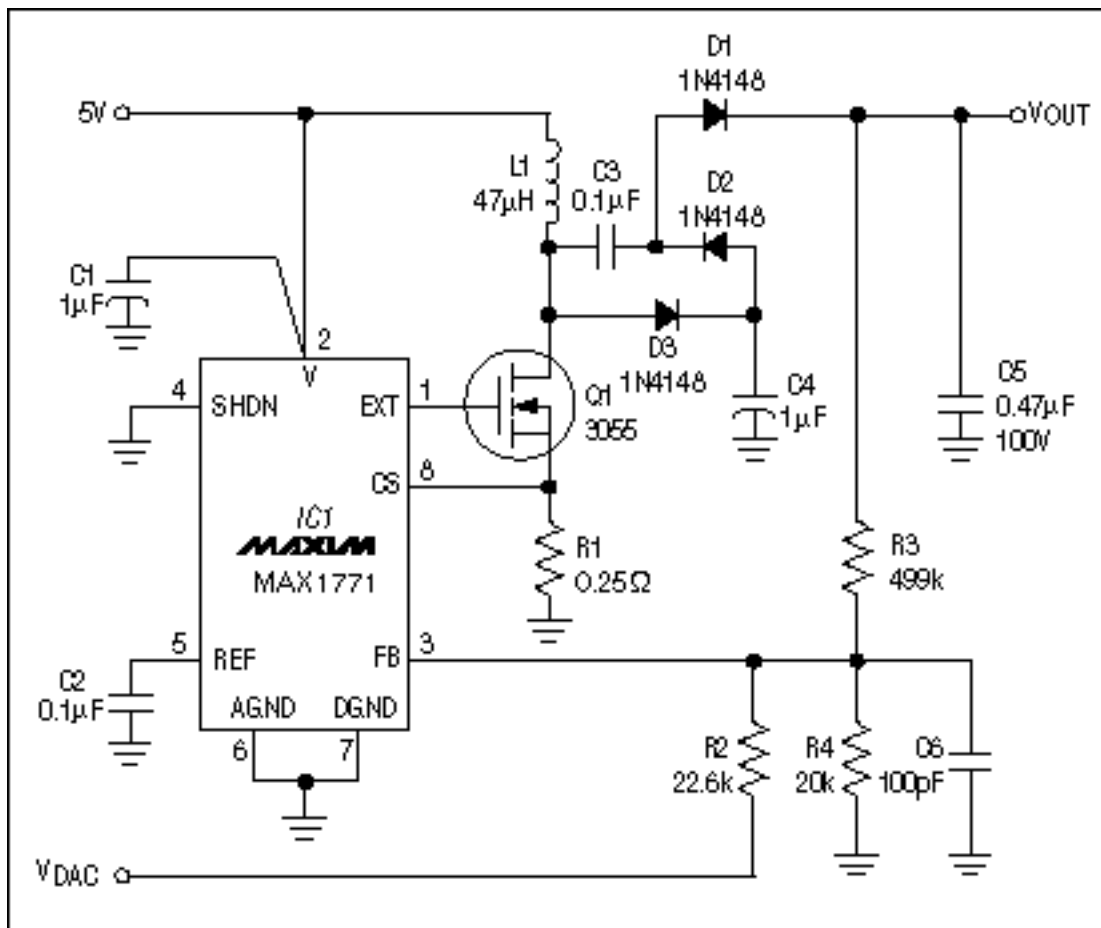 D1
1N4148
5V
VOUT
L1
47μH
C3
0.1μF
D2
1N4148
C1
1μF
2
V
D3
1N4148
4
SHDN
EXT
1
Q1
3055
C4
1μF
C5
0.47μF
100V
CS
8
IC1
MAXIM
MAX1771
R1
0.25Ω
R3
499k
5
REF
FB
3
C2
0.1μF
AGND
DGND
6
7
R2
22.6k
R4
20k
C6
100pF
VDAC